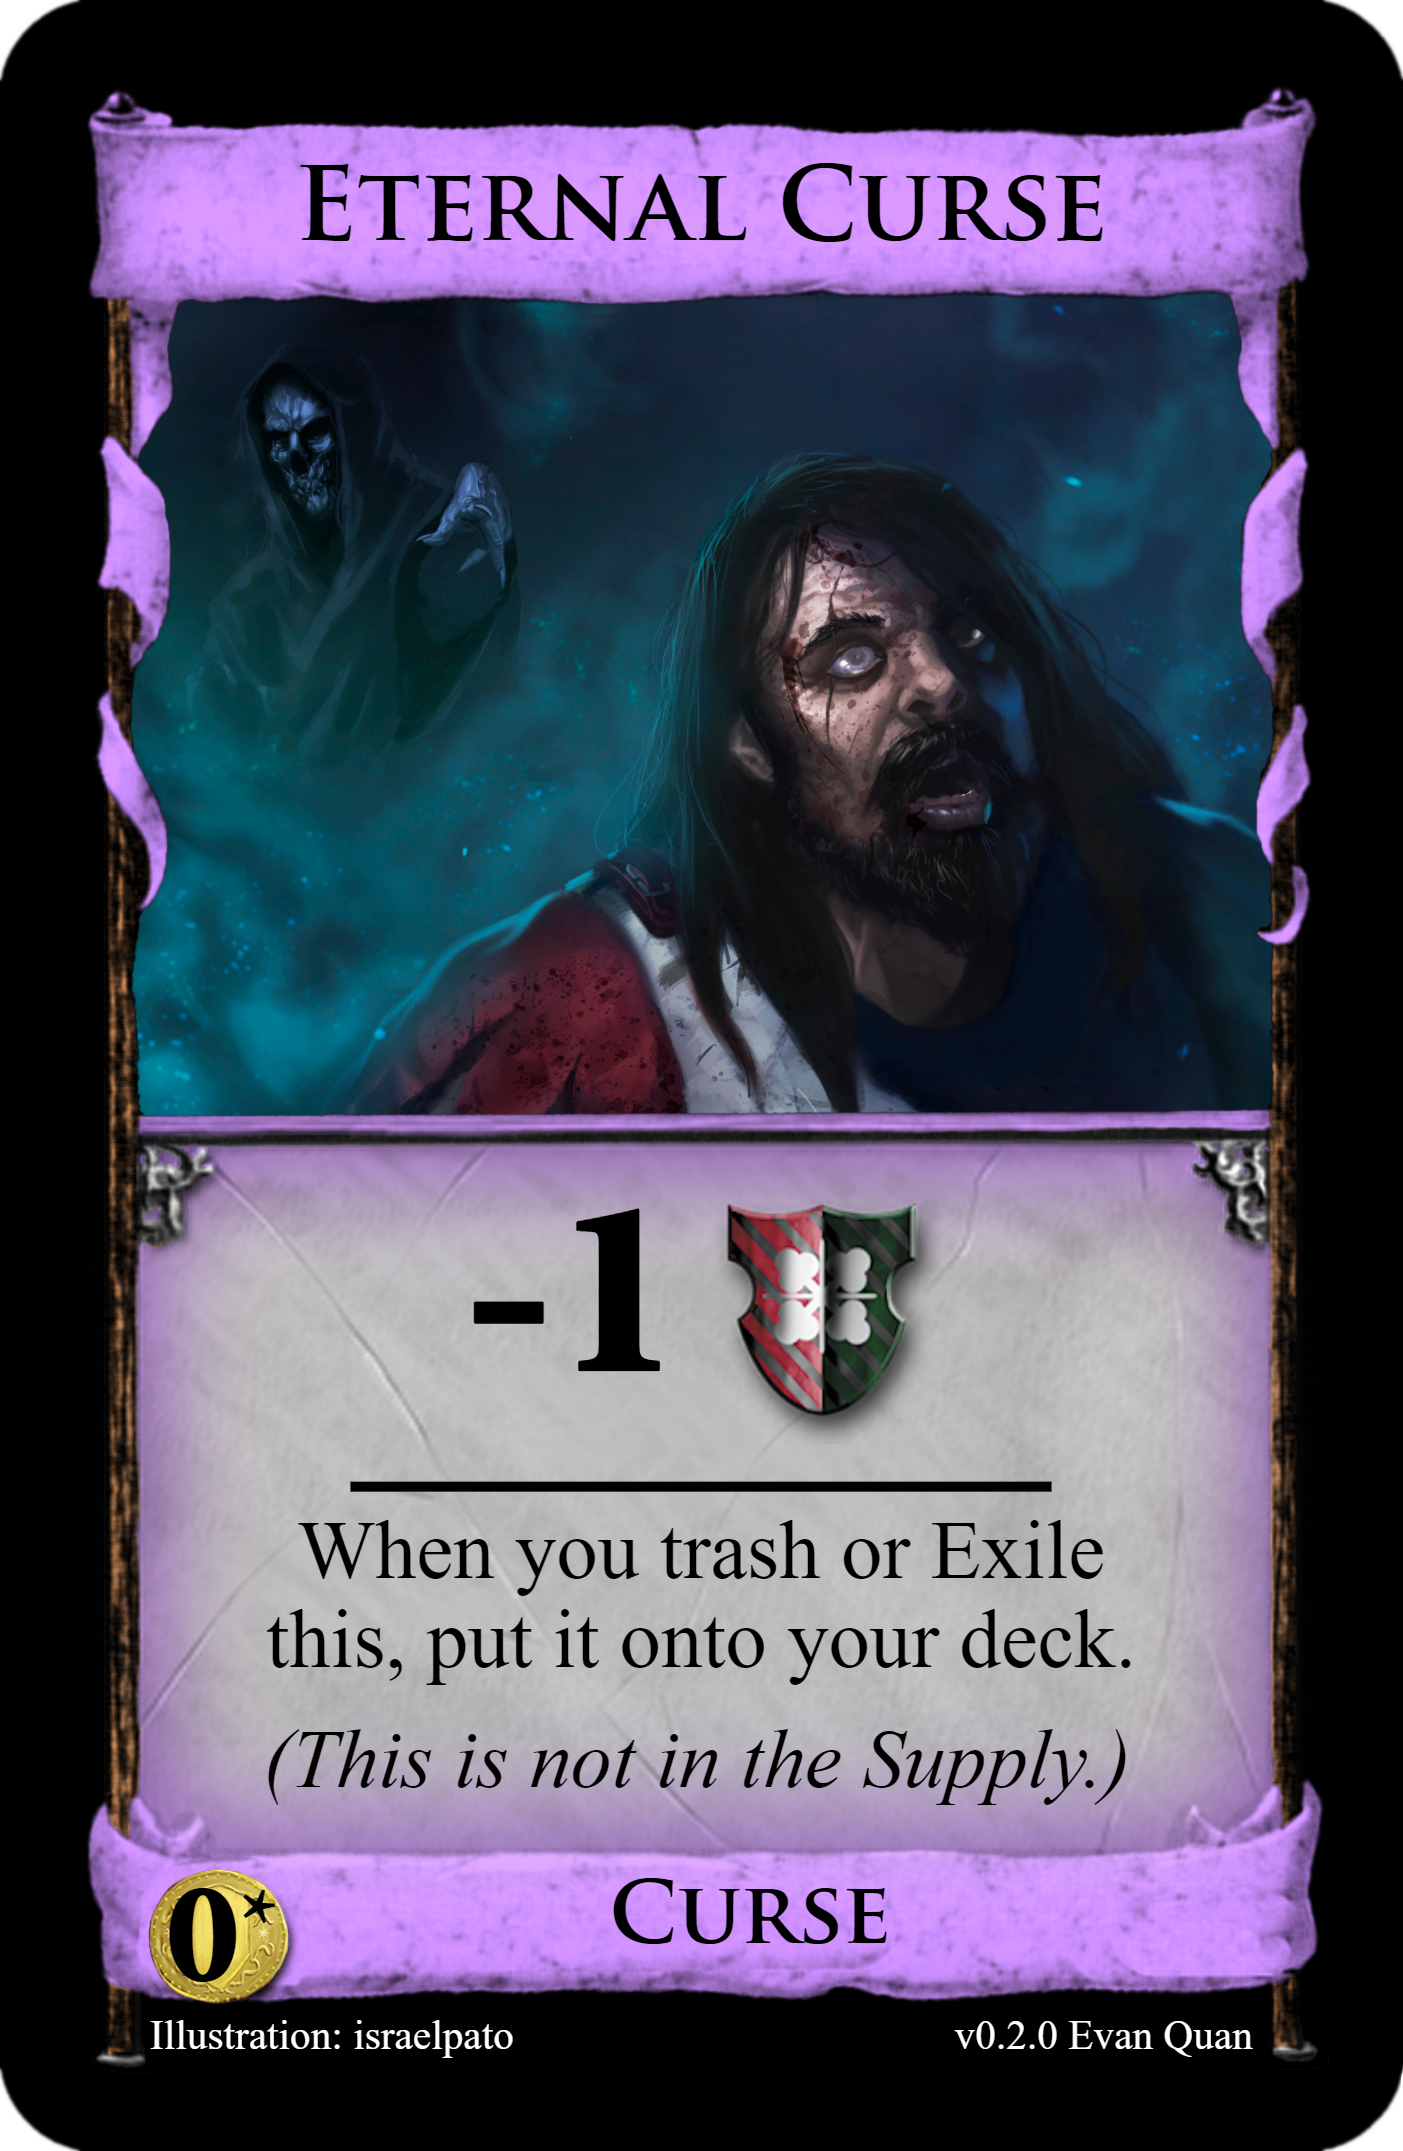 Eternal Curse
-1
When you trash or Exile
this, put it onto your deck.
(This is not in the Supply.)
0*
Curse
Illustration: israelpato
v0.2.0 Evan Quan